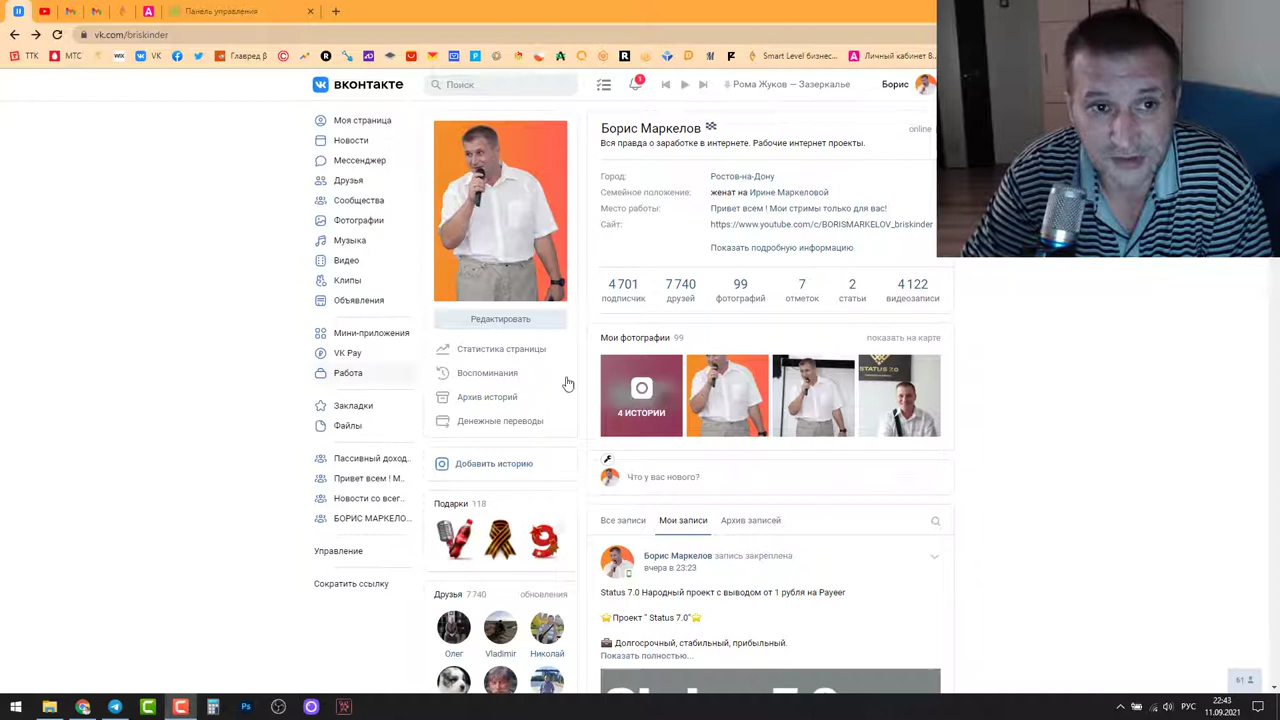 Панель управления
vk.com/briskinder
ТТК
МТС
wix
VK
Главред β
Smart Level бизнес...
Личный кабинет В...
вконтакте
Поиск
1
Рома Жуков — Зазеркалье
Борис
Моя страница
Новости
Мессенджер
Друзья
Сообщества
Фотографии
Музыка
Видео
Клипы
Объявления
Мини-приложения
VK Pay
Работа
Закладки
Файлы
Пассивный доход..
Привет всем ! М..
Новости со всег..
БОРИС МАРКЕЛО...
Управление
Сократить ссылку
Редактировать
Статистика страницы
Воспоминания
Архив историй
Денежные переводы
Добавить историю
Подарки 118
Друзья 7 740 обновления
Олег
Vladimir
Николай
Борис Маркелов
online
Вся правда о заработке в интернете. Рабочие интернет проекты.
Город: Ростов-на-Дону
Семейное положение: женат на Ирине Маркеловой
Место работы: Привет всем ! Мои стримы только для вас!
Сайт: https://www.youtube.com/c/BORISMARKELOV_briskinder
Показать подробную информацию
4 701 7 740 99 7 2 4 122
подписчик друзей фотографий отметок статьи видеозаписи
Мои фотографии 99 показать на карте
4 ИСТОРИИ
STATUS 7.0
Что у вас нового?
Все записи Мои записи Архив записей
Борис Маркелов запись закреплена
вчера в 23:23
Status 7.0 Народный проект с выводом от 1 рубля на Payeer
Проект " Status 7.0"
Долгосрочный, стабильный, прибыльный.
Показать полностью...
61
РУС
22:43
11.09.2021